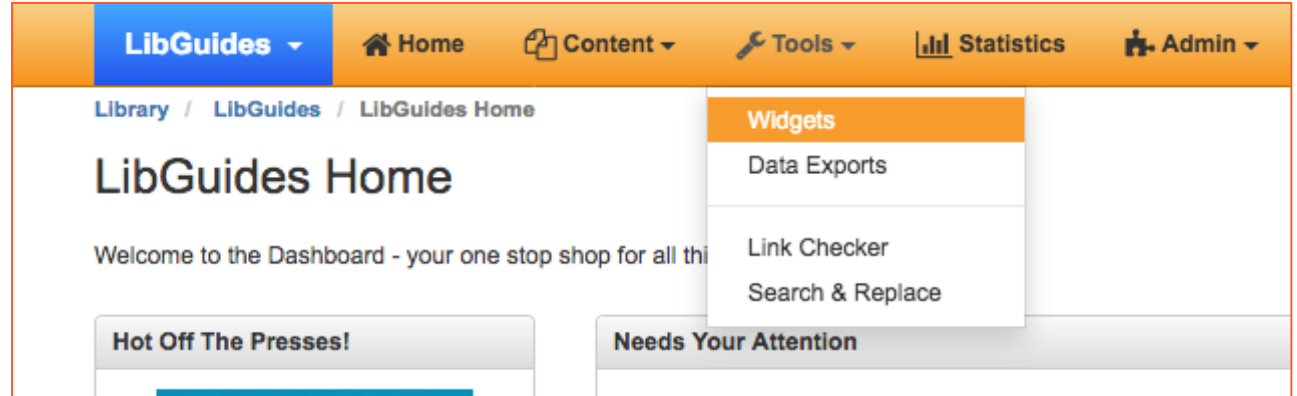 LibGuides Home Content Tools Statistics Admin
Library / LibGuides / LibGuides Home
Widgets
LibGuides Home
Data Exports
Welcome to the Dashboard - your one stop shop for all thi
Link Checker
Search & Replace
Hot Off The Presses!
Needs Your Attention